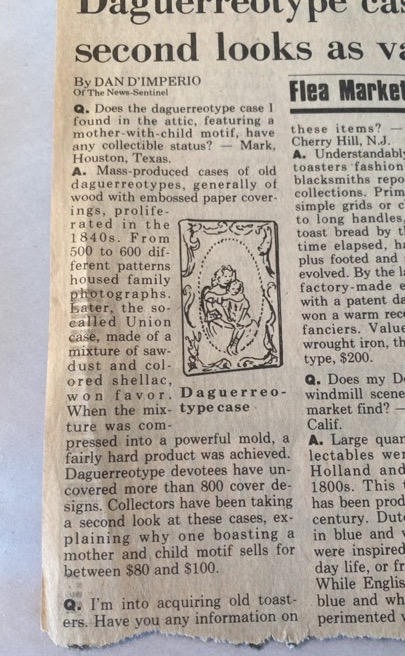 Daguerreotype cas
second looks as va
By DAN D'IMPERIO
Of The News-Sentinel
Q. Does the daguerreotype case I
found in the attic, featuring a
mother-with-child motif, have
any collectible status? — Mark,
Houston, Texas.
A. Mass-produced cases of old
daguerreotypes, generally of
wood with embossed paper cover-
ings, prolife-
rated in the
1840s. From
500 to 600 dif-
ferent patterns
housed family
photographs.
Later, the so-
called Union
case, made of a
mixture of saw-
dust and col-
ored shellac,
won favor.
When the mix-
ture was com-
pressed into a powerful mold, a
fairly hard product was achieved.
Daguerreotype devotees have un-
covered more than 800 cover de-
signs. Collectors have been taking
a second look at these cases, ex-
plaining why one boasting a
mother and child motif sells for
between $80 and $100.
Q. I'm into acquiring old toast-
ers. Have you any information on
Daguerreo-
type case
Flea Market
these items? —
Cherry Hill, N.J.
A. Understandabl
toasters fashion
blacksmiths repo
collections. Prim
simple grids or c
to long handles,
toast bread by t
time elapsed, ha
plus footed and
evolved. By the la
factory-made e
with a patent da
won a warm rece
fanciers. Value
wrought iron, th
type, $200.
Q. Does my De
windmill scene
market find? —
Calif.
A. Large quan
lectables wer
Holland and
1800s. This t
has been prod
century. Dut
in blue and w
were inspired
day life, or fr
While Englis
blue and wh
perimented v